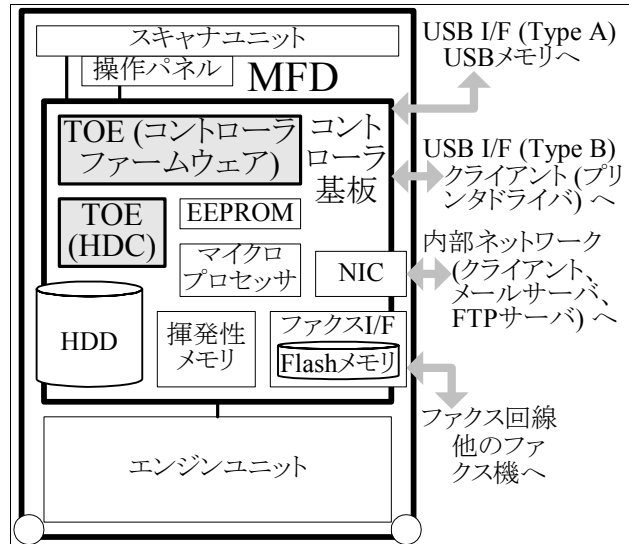 スキャナユニット
操作パネル
MFD
TOE (コントローラ
ファームウェア)
コント
ローラ
基板
TOE
(HDC)
EEPROM
マイクロ
プロセッサ
NIC
HDD
揮発性
メモリ
ファクスI/F
Flashメモリ
エンジンユニット
USB I/F (Type A)
USBメモリへ
USB I/F (Type B)
クライアント (プリ
ンタドライバ) へ
内部ネットワーク
(クライアント、
メールサーバ、
FTPサーバ) へ
ファクス回線
他のファ
クス機へ